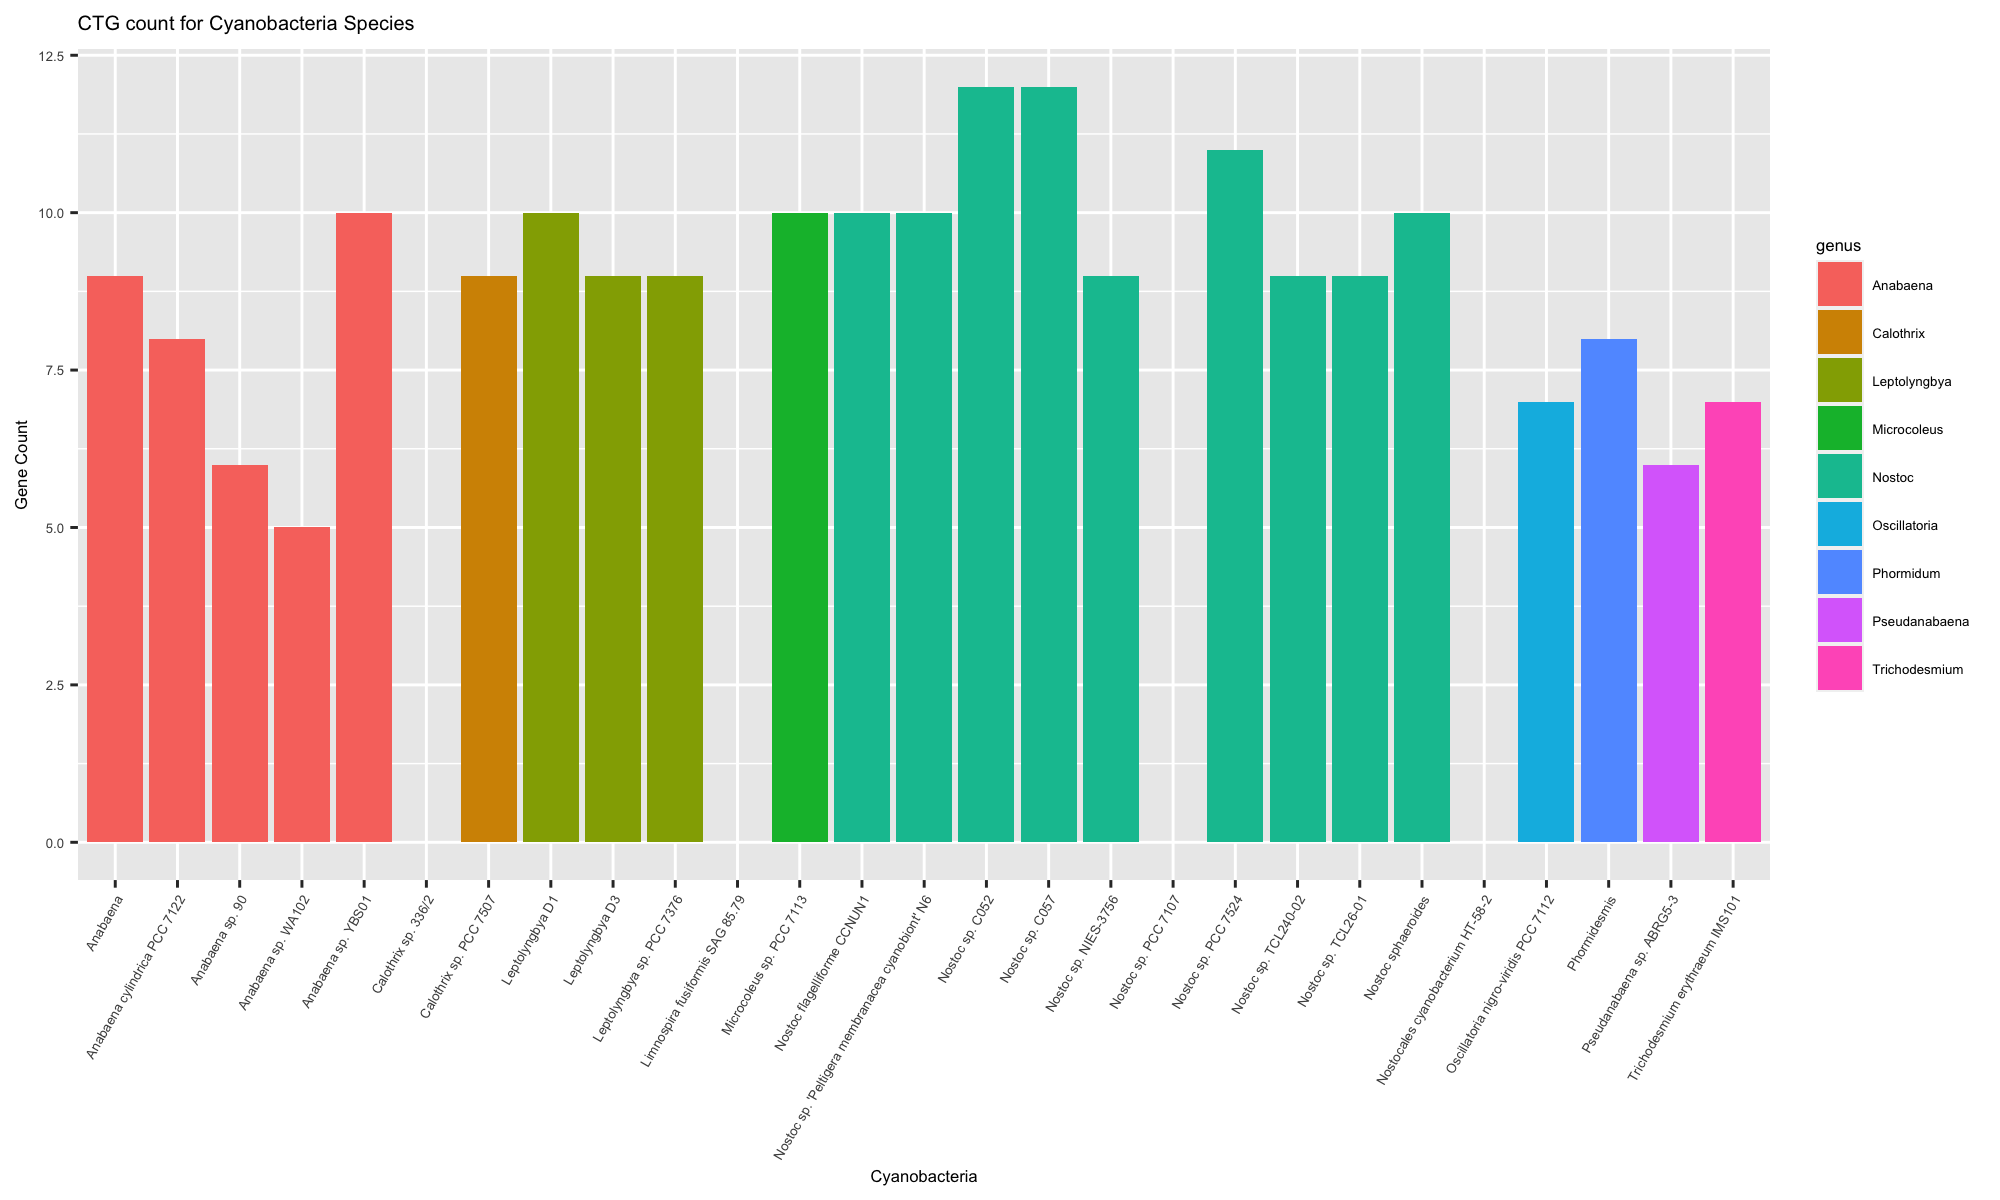 CTG count for Cyanobacteria Species
12.5
10.0
7.5
5.0
2.5
0.0
Gene Count
Anabaena
Anabaena cylindrica PCC 7122
Anabaena sp. 90
Anabaena sp. WA102
Anabaena sp. YBS01
Calothrix sp. 336/2
Calothrix sp. PCC 7507
Leptolyngbya D1
Leptolyngbya D3
Leptolyngbya sp. PCC 7376
Limnospira fusiformis SAG 85.79
Microcoleus sp. PCC 7113
Nostoc flagelliforme CCNUN1
Nostoc sp. 'Peltigera membranacea cyanobiont' N6
Nostoc sp. C052
Nostoc sp. C057
Nostoc sp. NIES-3756
Nostoc sp. PCC 7107
Nostoc sp. PCC 7524
Nostoc sp. TCL240-02
Nostoc sp. TCL26-01
Nostoc sphaeroides
Nostocales cyanobacterium HT-58-2
Oscillatoria nigro-viridis PCC 7112
Phormidesmis
Pseudanabaena sp. ABRG5-3
Trichodesmium erythraeum IMS101
Cyanobacteria
genus
Anabaena
Calothrix
Leptolyngbya
Microcoleus
Nostoc
Oscillatoria
Phormidum
Pseudanabaena
Trichodesmium